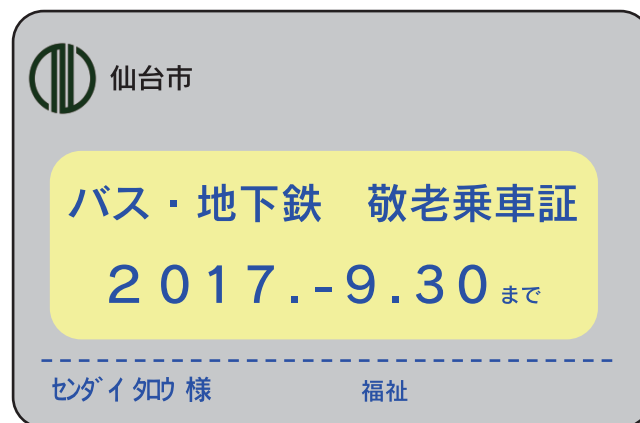 仙台市
バス・地下鉄　敬老乗車証
2017.-9.30まで
ｾﾝﾀﾞｲ ﾀﾛｳ 様　福祉